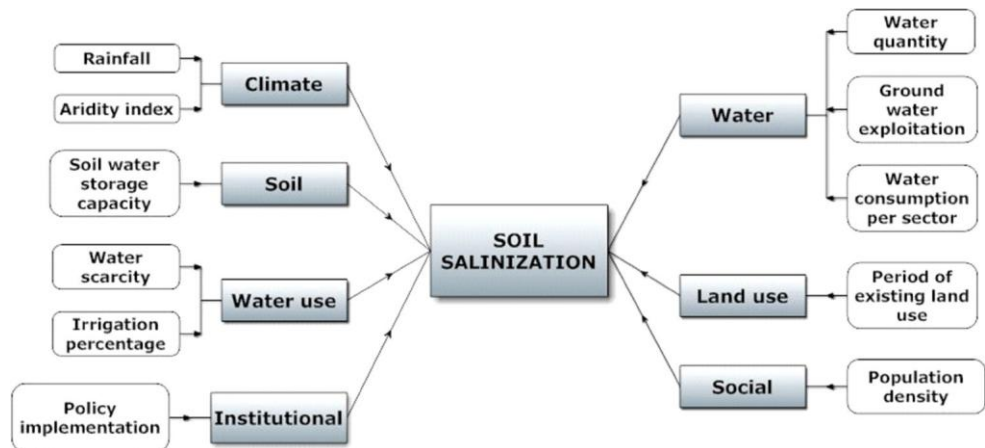 Rainfall
Aridity index
Climate
Soil water
storage
capacity
Soil
Water
scarcity
Irrigation
percentage
Water use
Policy
implementation
Institutional
SOIL
SALINIZATION
Water
Water
quantity
Ground
water
exploitation
Water
consumption
per sector
Land use
Period of
existing land
use
Social
Population
density